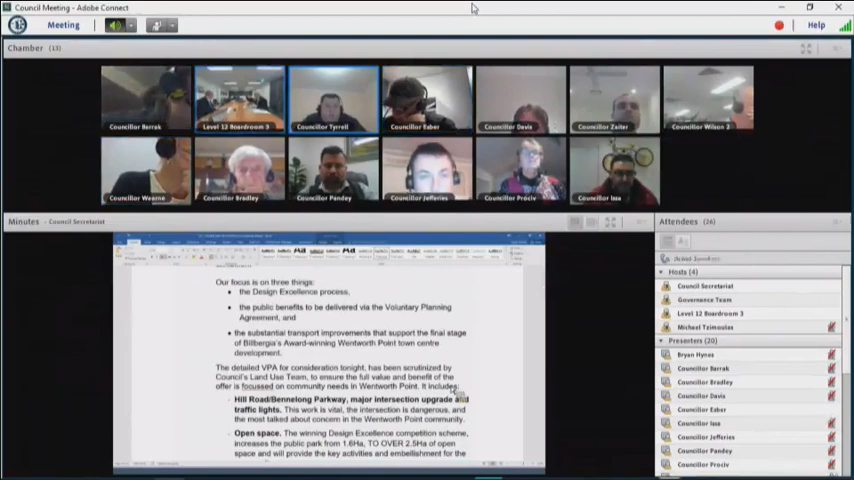 Council Meeting - Adobe Connect
Meeting
Help
Chamber (13)
Councillor Barrak
Level 12 Boardroom 3
Councillor Tyrrell
Councillor Esber
Councillor Davis
Councillor Zaiter
Councillor Wilson 2
Councillor Wearne
Councillor Bradley
Councillor Pandey
Councillor Jefferies
Councillor Prociv
Councillor Issa
Minutes - Council Secretariat
Our focus is on three things:
• the Design Excellence process,
• the public benefits to be delivered via the Voluntary Planning
Agreement, and
• the substantial transport improvements that support the final stage
of Billbergia's Award-winning Wentworth Point town centre
development.
The detailed VPA for consideration tonight, has been scrutinized by
Council's Land Use Team, to ensure the full value and benefit of the
offer is focussed on community needs in Wentworth Point. It includes:
- Hill Road/Bennelong Parkway, major intersection upgrade and
traffic lights. This work is vital, the intersection is dangerous, and
the most talked about concern in the Wentworth Point community.
- Open space. The winning Design Excellence competition scheme,
increases the public park from 1.6Ha, TO OVER 2.5Ha of open
space and will provide the key activities and embellishment for the
Attendees (26)
Active Speakers
Hosts (4)
Council Secretariat
Governance Team
Level 12 Boardroom 3
Michael Tzimoulas
Presenters (20)
Bryan Hynes
Councillor Barrak
Councillor Bradley
Councillor Davis
Councillor Esber
Councillor Issa
Councillor Jefferies
Councillor Pandey
Councillor Prociv